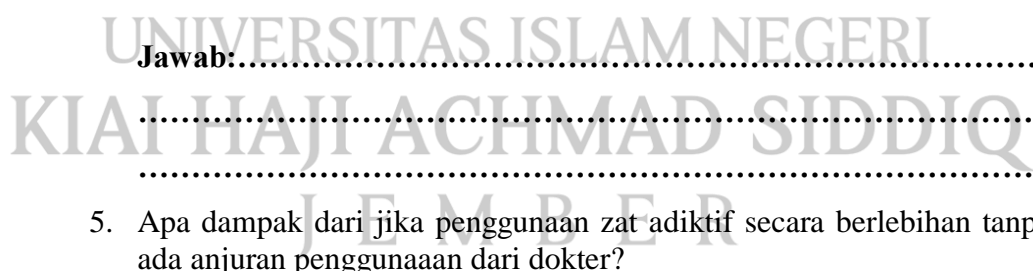 UNIVERSITAS ISLAM NEGERI
Jawab:……………………………………………………………
KIAI HAJI ACHMAD SIDDIQ
……………………………………………………………………
……………………………………………………………………
J E M B E R
5. Apa dampak dari jika penggunaan zat adiktif secara berlebihan tanp
ada anjuran penggunaaan dari dokter?